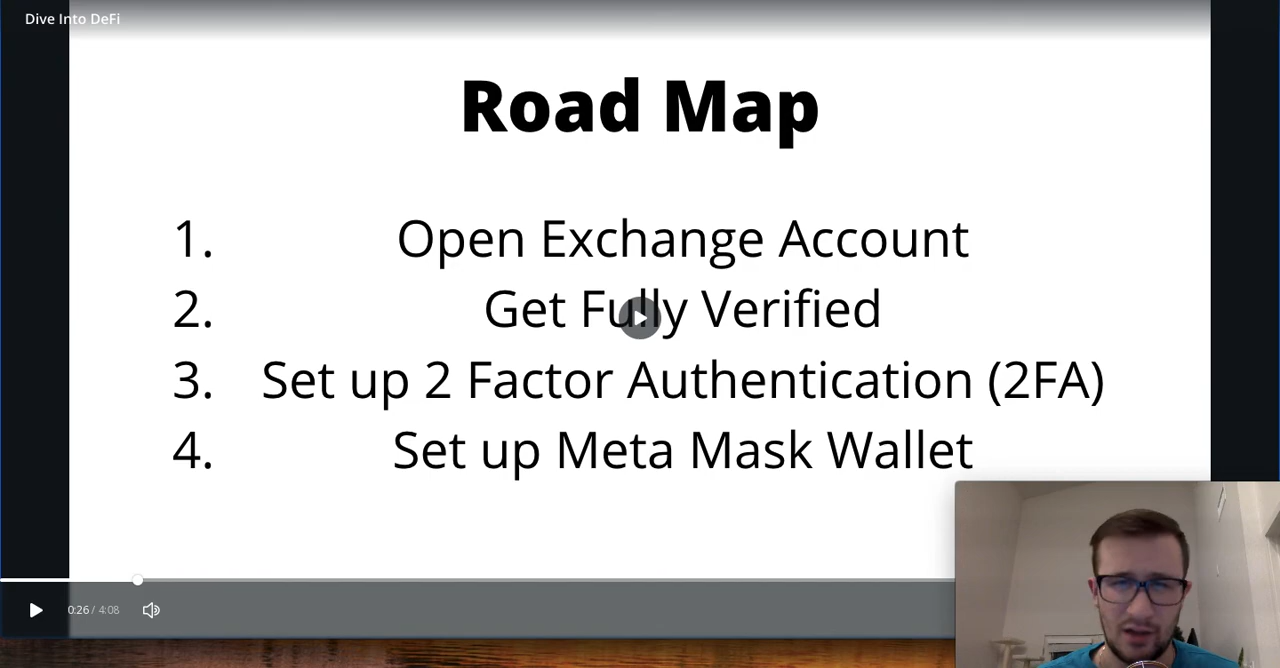 Dive Into DeFi
Road Map
1. Open Exchange Account
2. Get Fully Verified
3. Set up 2 Factor Authentication (2FA)
4. Set up Meta Mask Wallet
0:26 / 4:08